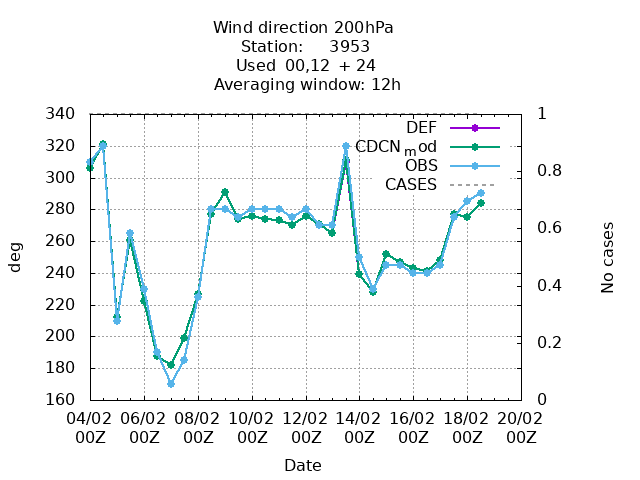 Wind direction 200hPa
Station: 3953
Used 00,12 + 24
Averaging window: 12h
340
320
300
280
260
240
220
200
180
160
1
0.8
0.6
0.4
0.2
0
DEF
CDCN_mod
OBS
CASES
deg
No cases
04/02 06/02 08/02 10/02 12/02 14/02 16/02 18/02 20/02
00Z 00Z 00Z 00Z 00Z 00Z 00Z 00Z 00Z
Date